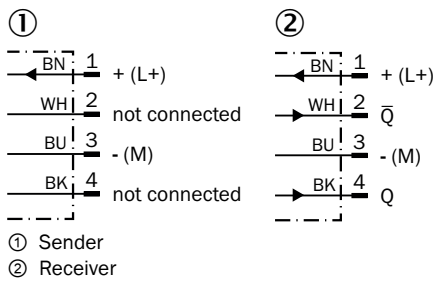 ① ②
BN 1 + (L+)
WH 2 not connected
BU 3 - (M)
BK 4 not connected
BN 1 + (L+)
WH 2 Q̅
BU 3 - (M)
BK 4 Q
① Sender
② Receiver